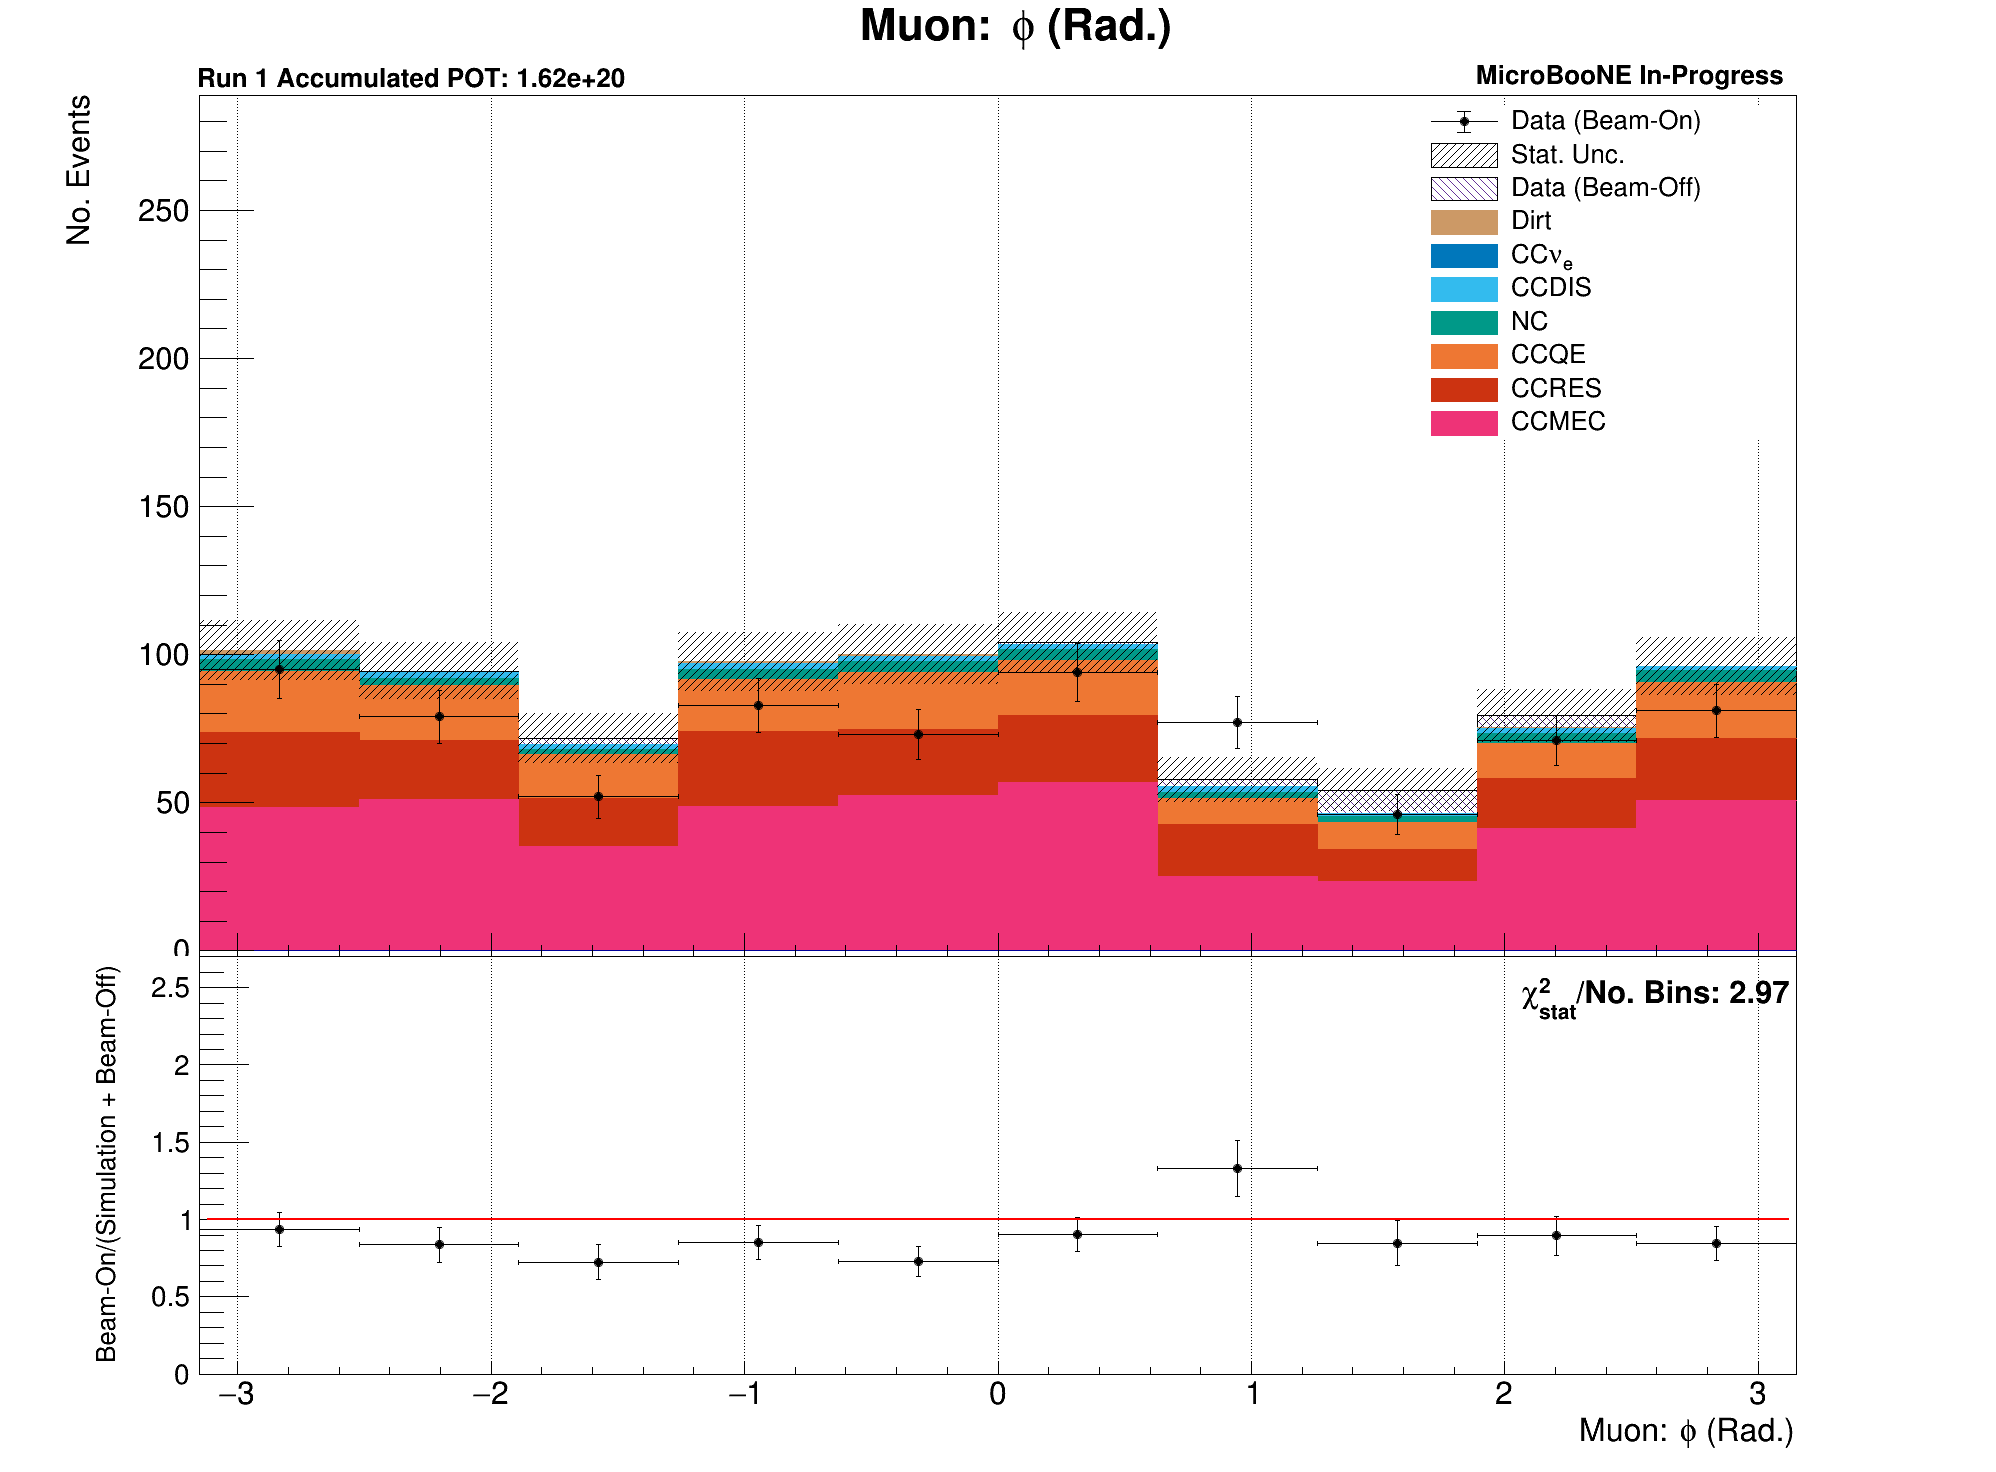 Muon: ϕ (Rad.)
Run 1 Accumulated POT: 1.62e+20
MicroBooNE In-Progress
No. Events
250
200
150
100
50
0
Data (Beam-On)
Stat. Unc.
Data (Beam-Off)
Dirt
CCνe
CCDIS
NC
CCQE
CCRES
CCMEC
Beam-On/(Simulation + Beam-Off)
2.5
2
1.5
1
0.5
0
χ²stat/No. Bins: 2.97
−3 −2 −1 0 1 2 3
Muon: ϕ (Rad.)